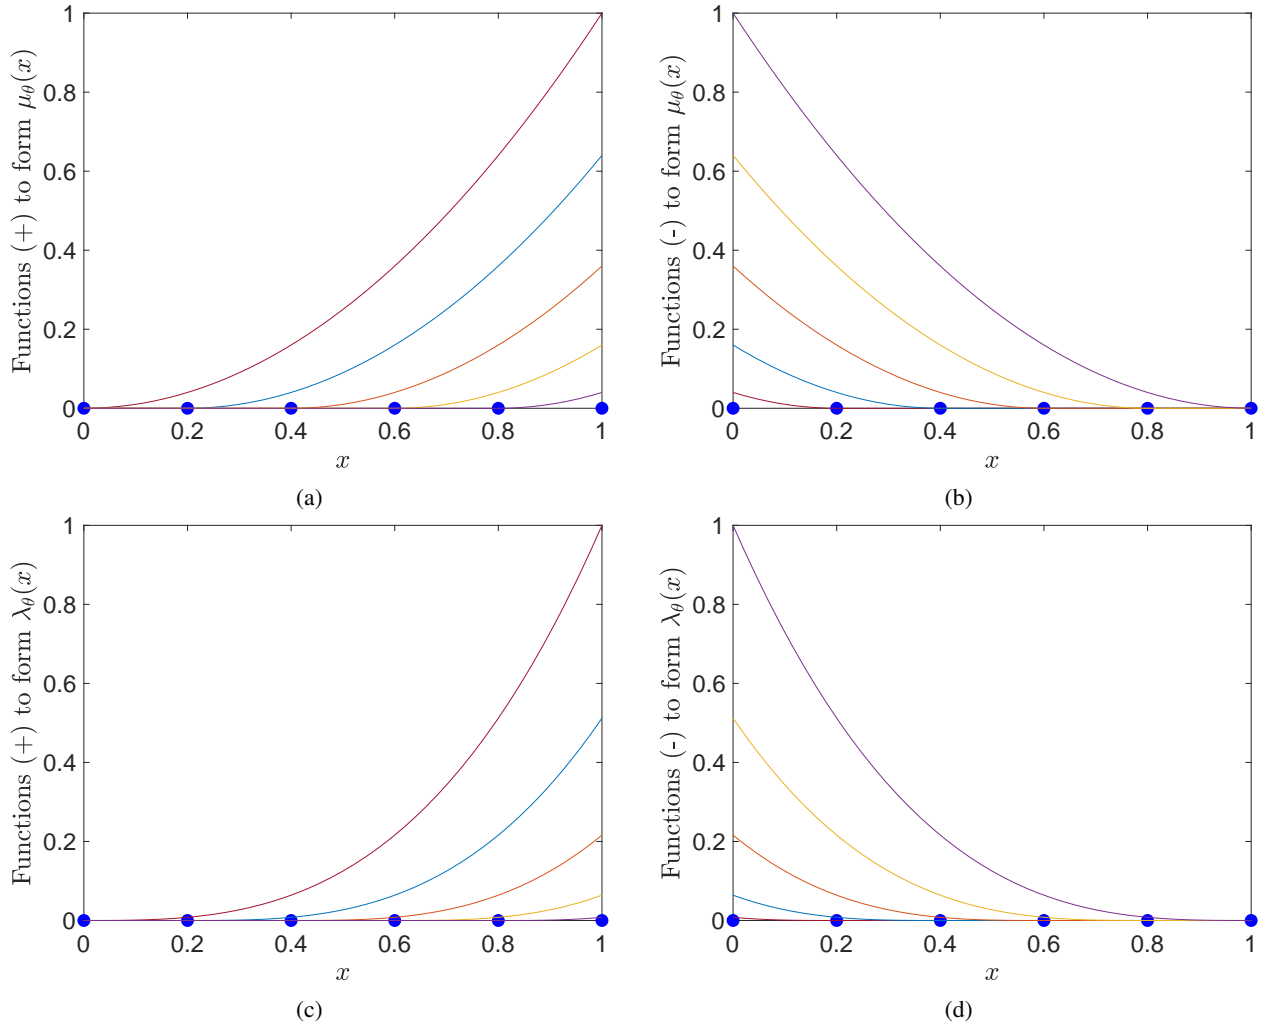 Functions (+) to form μθ(x)
1
0.8
0.6
0.4
0.2
0
0 0.2 0.4 0.6 0.8 1
x
(a)
Functions (-) to form μθ(x)
1
0.8
0.6
0.4
0.2
0
0 0.2 0.4 0.6 0.8 1
x
(b)
Functions (+) to form λθ(x)
1
0.8
0.6
0.4
0.2
0
0 0.2 0.4 0.6 0.8 1
x
(c)
Functions (-) to form λθ(x)
1
0.8
0.6
0.4
0.2
0
0 0.2 0.4 0.6 0.8 1
x
(d)